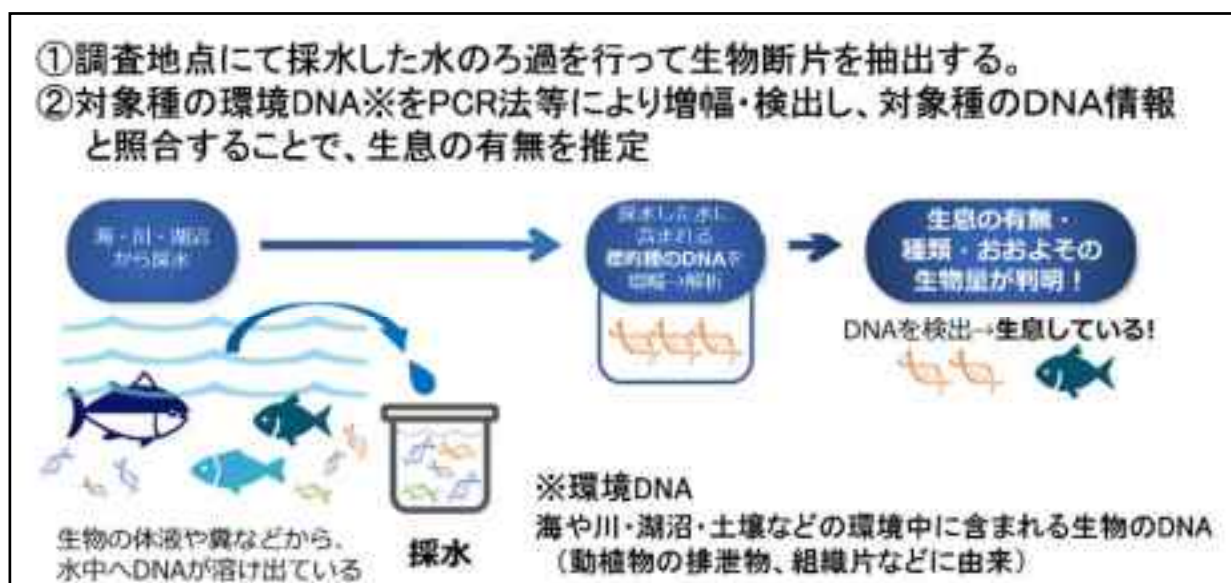 ①調査地点にて採水した水のろ過を行って生物断片を抽出する。
②対象種の環境DNA※をPCR法等により増幅・検出し、対象種のDNA情報
と照合することで、生息の有無を推定
海・川・湖沼
から採水
採水した水に
含まれる
標的種のDNAを
増幅→解析
生息の有無・
種類・おおよその
生物量が判明！
DNAを検出→生息している!
生物の体液や糞などから、
水中へDNAが溶け出ている
採水
※環境DNA
海や川・湖沼・土壌などの環境中に含まれる生物のDNA
（動植物の排泄物、組織片などに由来）